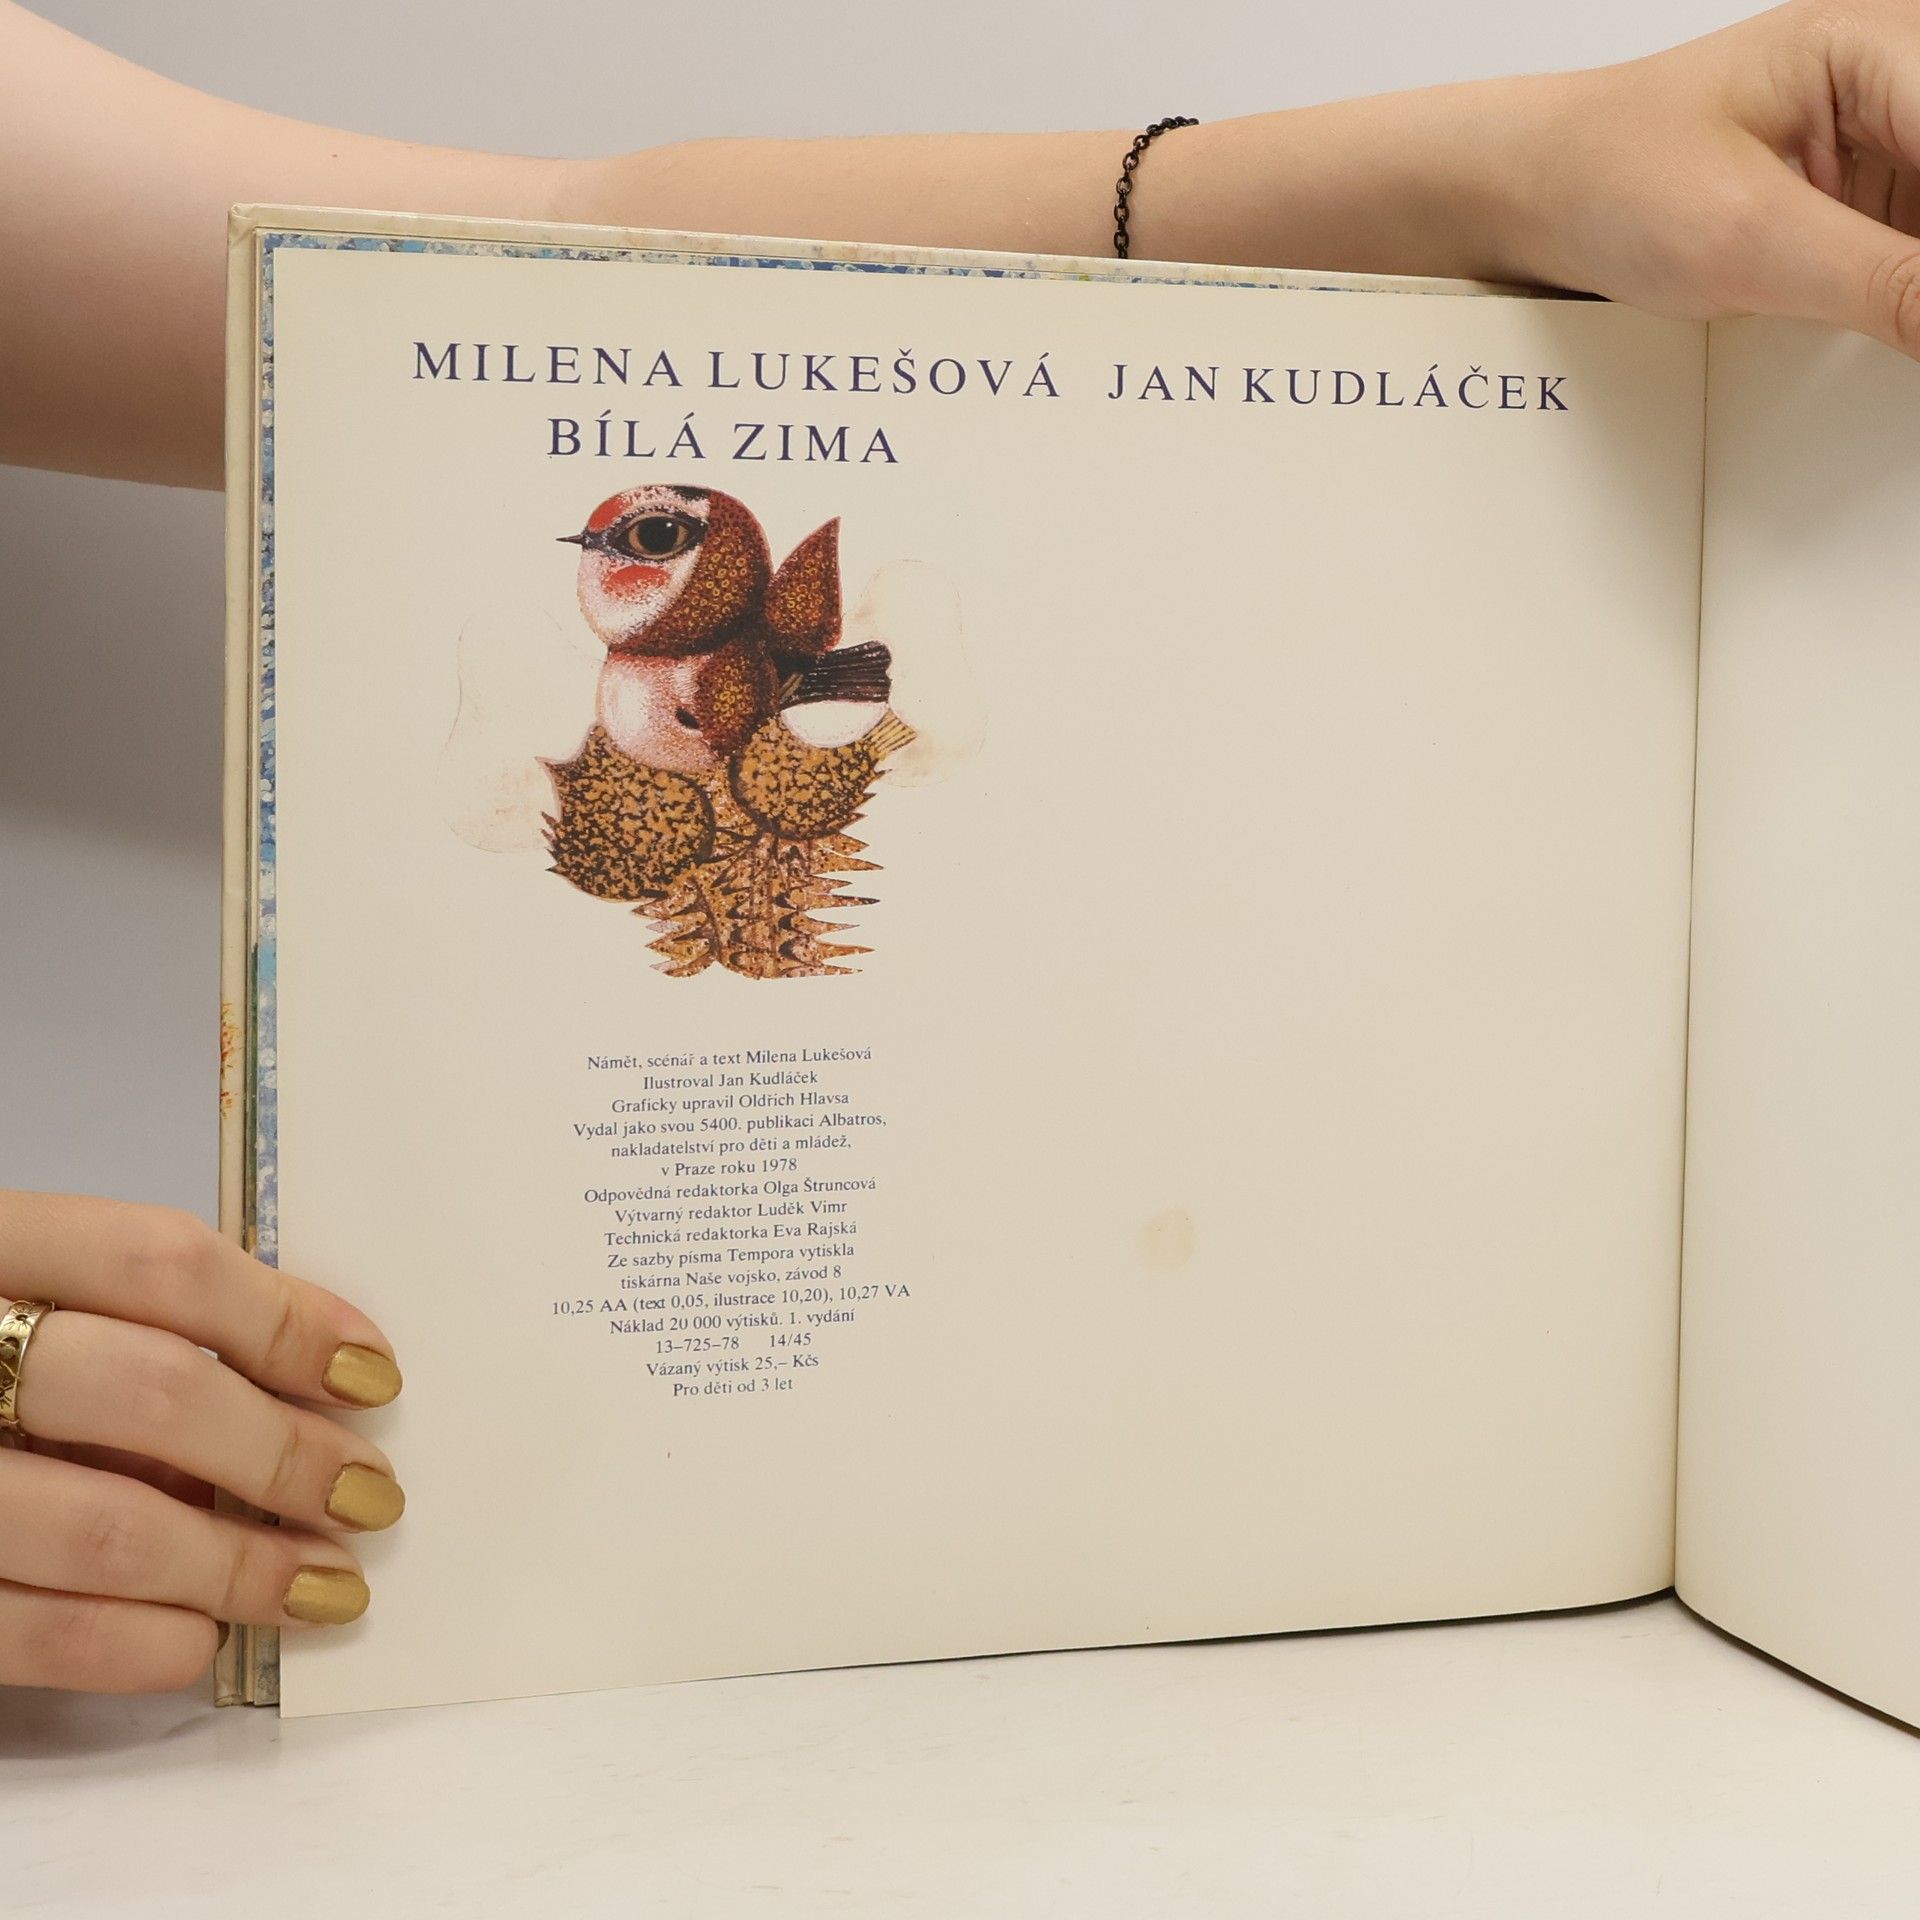 MILENA LUKEŠOVÁ JAN KUDLÁČEK
BÍLÁ ZIMA
Námět, scénář a text Milena Lukešová
Ilustroval Jan Kudláček
Graficky upravil Oldřich Hlavsa
Vydal jako svou 5400. publikaci Albatros,
nakladatelství pro děti a mládež,
v Praze roku 1978
Odpovědná redaktorka Olga Štruncová
Výtvarný redaktor Luděk Vimr
Technická redaktorka Eva Rajská
Ze sazby písma Tempora vytiskla
tiskárna Naše vojsko, závod 8
10,25 AA (text 0,05, ilustrace 10,20), 10,27 VA
Náklad 20 000 výtisků. 1. vydání
13–725–78 14/45
Vázaný výtisk 25,– Kčs
Pro děti od 3 let